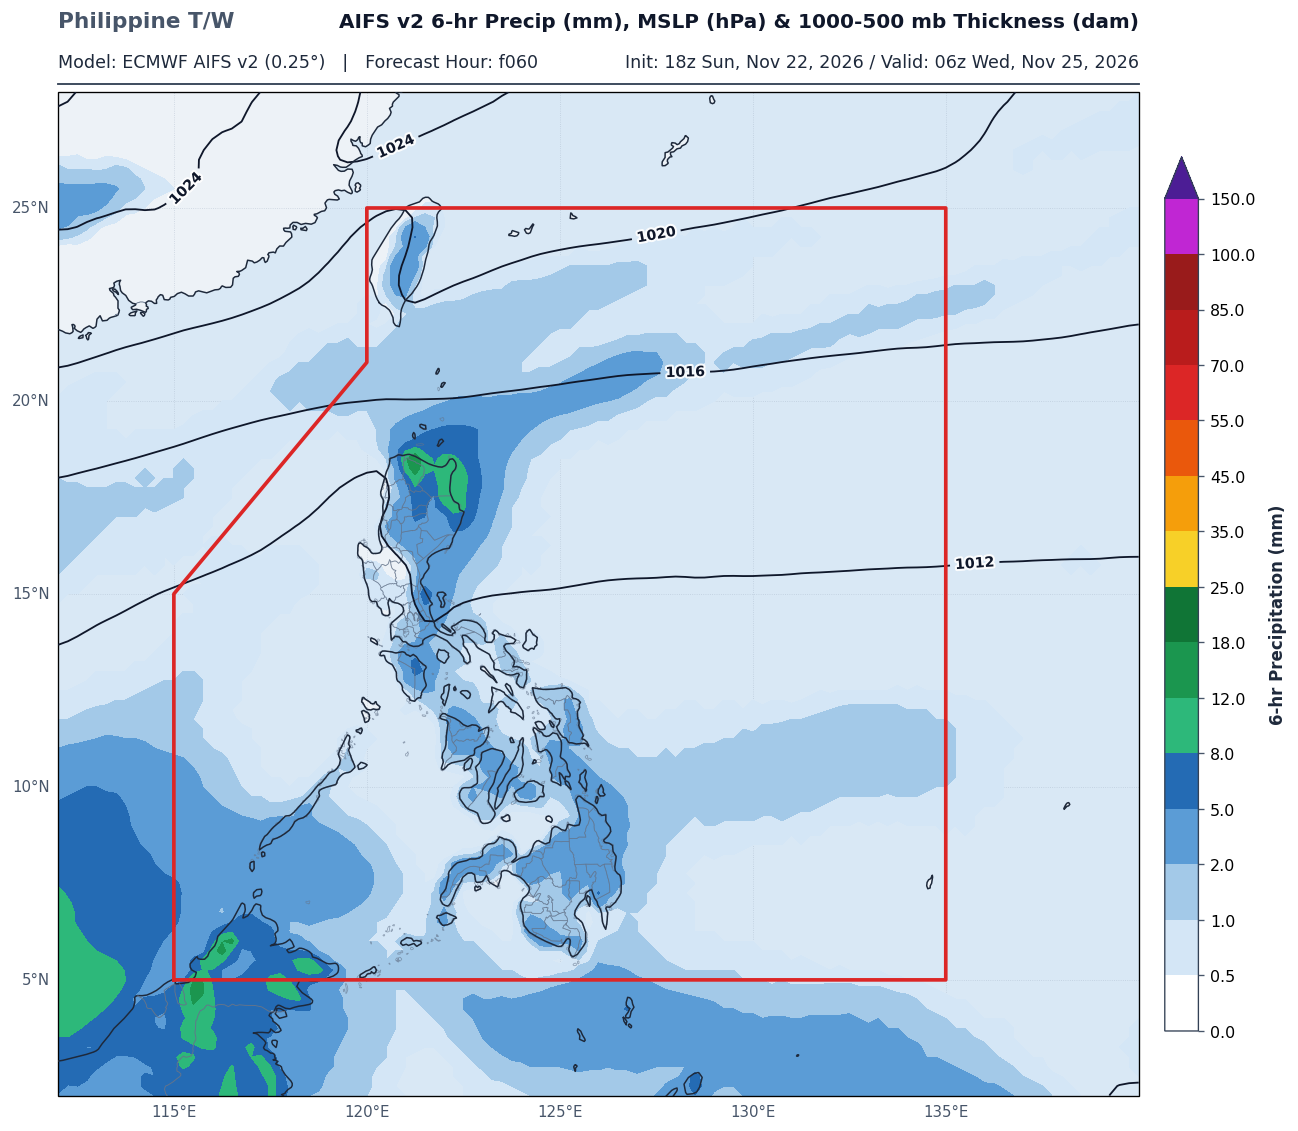 Philippine T/W
AIFS v2 6-hr Precip (mm), MSLP (hPa) & 1000-500 mb Thickness (dam)
Model: ECMWF AIFS v2 (0.25°) | Forecast Hour: f060
Init: 18z Sun, Nov 22, 2026 / Valid: 06z Wed, Nov 25, 2026
1024
1024
1020
1016
1012
25°N
20°N
15°N
10°N
5°N
115°E
120°E
125°E
130°E
135°E
150.0
100.0
85.0
70.0
55.0
45.0
35.0
25.0
18.0
12.0
8.0
5.0
2.0
1.0
0.5
0.0
6-hr Precipitation (mm)